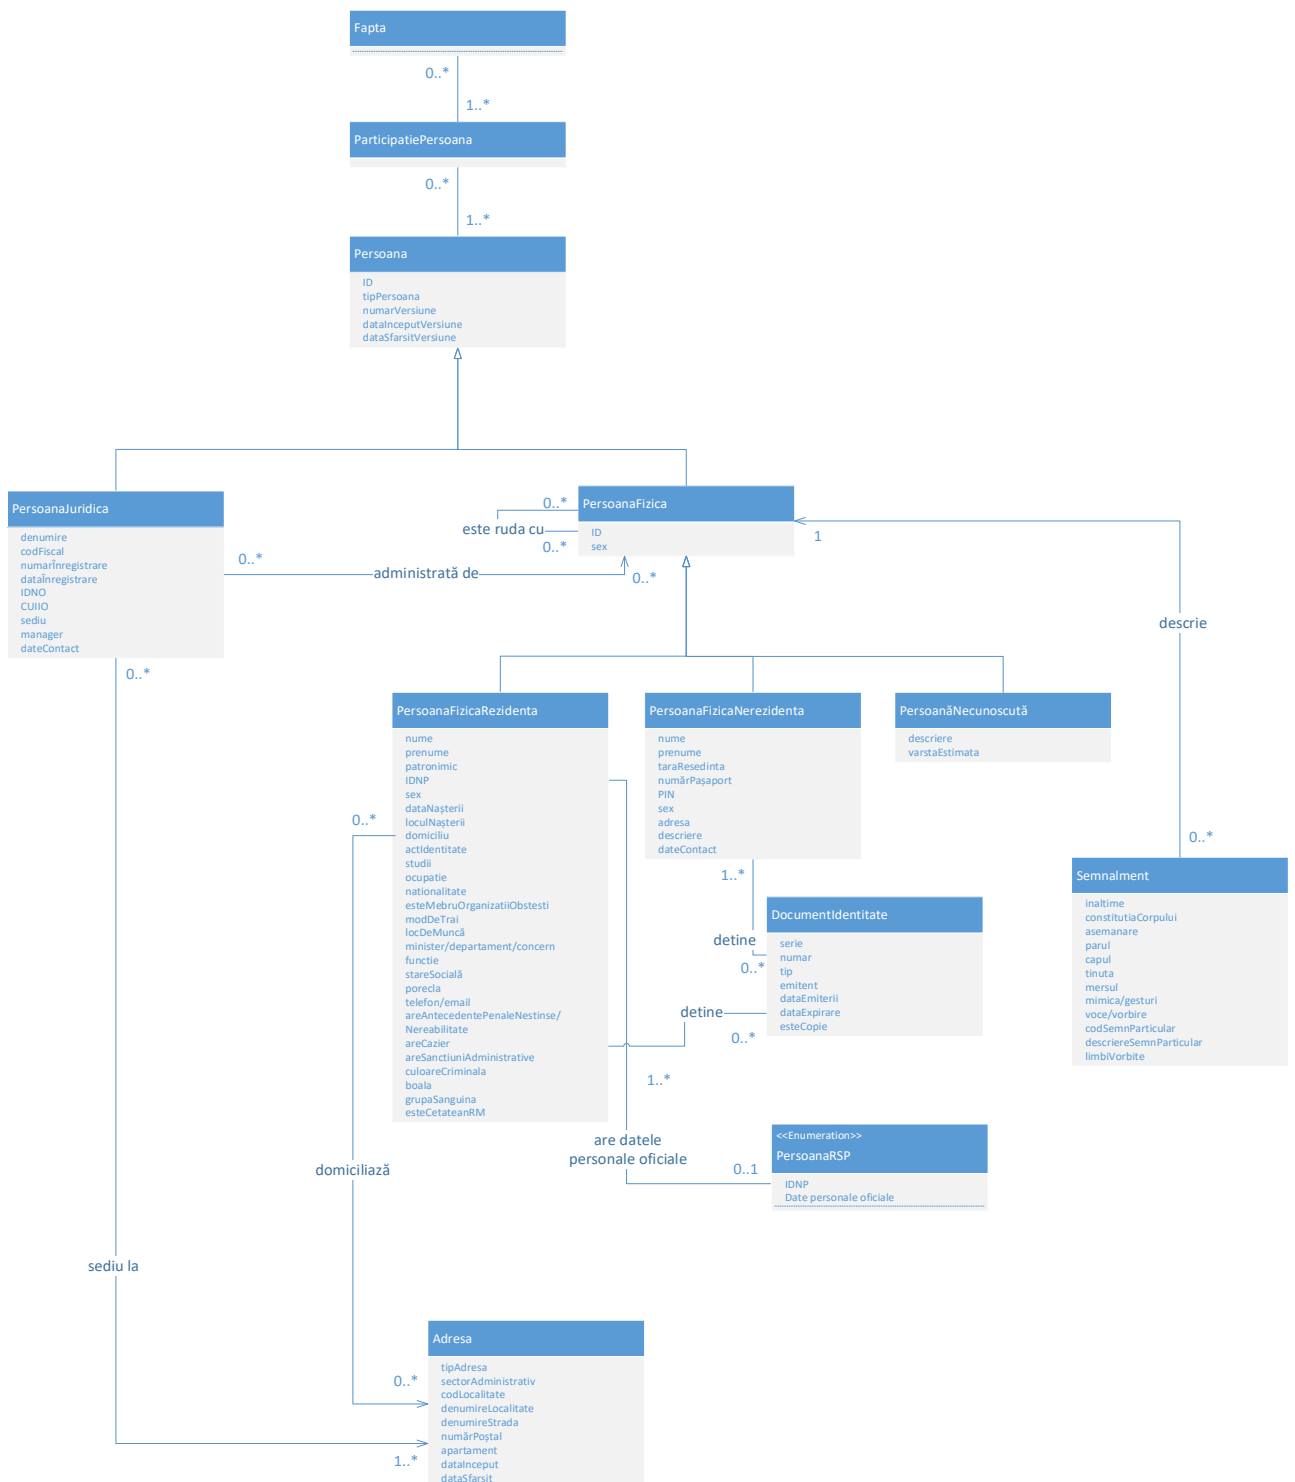 Fapta
0..*
1..*
ParticipatiePersoana
0..*
1..*
Persoana
ID
tipPersoana
numarVersiune
dataInceputVersiune
dataSfarsitVersiune
PersoanaJuridica
denumire
codFiscal
numarÎnregistrare
dataÎnregistrare
IDNO
CUIIO
sediu
manager
dateContact
0..*
administrată de
0..*
0..*
este ruda cu
0..*
PersoanaFizica
ID
sex
1
descrie
0..*
0..*
PersoanaFizicaRezidenta
nume
prenume
patronimic
IDNP
sex
dataNașterii
loculNașterii
domiciliu
actIdentitate
studii
ocupatie
nationalitate
esteMebruOrganizatiiObstesti
modDeTrai
locDeMuncă
minister/departament/concern
functie
stareSocială
porecla
telefon/email
areAntecedentePenaleNestinse/
Nereabilitate
areCazier
areSanctiuniAdministrative
culoareCriminala
boala
grupaSanguina
esteCetateanRM
PersoanaFizicaNerezidenta
nume
prenume
taraResedinta
numărPașaport
PIN
sex
adresa
descriere
dateContact
PersoanăNecunoscută
descriere
varstaEstimata
0..*
1..*
detine
0..*
DocumentIdentitate
serie
numar
tip
emitent
dataEmiterii
dataExpirare
esteCopie
detine
0..*
1..*
Semnalment
inaltime
constitutiaCorpului
asemanare
parul
capul
tinuta
mersul
mimica/gesturi
voce/vorbire
codSemnParticular
descriereSemnParticular
limbiVorbite
are datele
personale oficiale
0..1
<<Enumeration>>
PersoanaRSP
IDNP
Date personale oficiale
domiciliază
sediu la
0..*
1..*
Adresa
tipAdresa
sectorAdministrativ
codLocalitate
denumireLocalitate
denumireStrada
numărPoștal
apartament
dataInceput
dataSfarsit